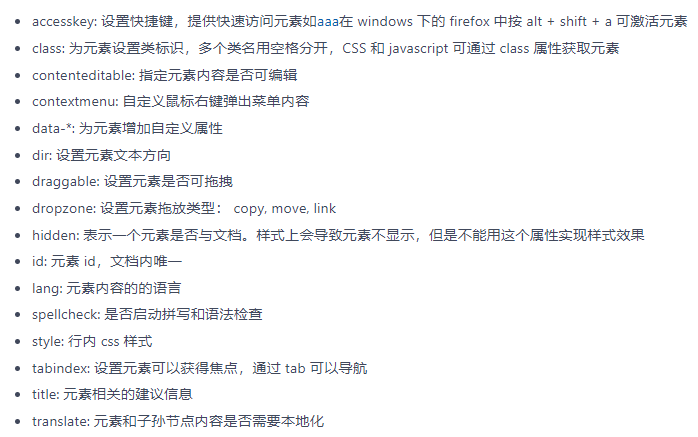 accesskey: 设置快捷键，提供快速访问元素如aaa在 windows 下的 firefox 中按 alt + shift + a 可激活元素
class: 为元素设置类标识，多个类名用空格分开，CSS 和 javascript 可通过 class 属性获取元素
contenteditable: 指定元素内容是否可编辑
contextmenu: 自定义鼠标右键弹出菜单内容
data-*: 为元素增加自定义属性
dir: 设置元素文本方向
draggable: 设置元素是否可拖拽
dropzone: 设置元素拖放类型： copy, move, link
hidden: 表示一个元素是否与文档。样式上会导致元素不显示，但是不能用这个属性实现样式效果
id: 元素 id，文档内唯一
lang: 元素内容的的语言
spellcheck: 是否启动拼写和语法检查
style: 行内 css 样式
tabindex: 设置元素可以获得焦点，通过 tab 可以导航
title: 元素相关的建议信息
translate: 元素和子孙节点内容是否需要本地化